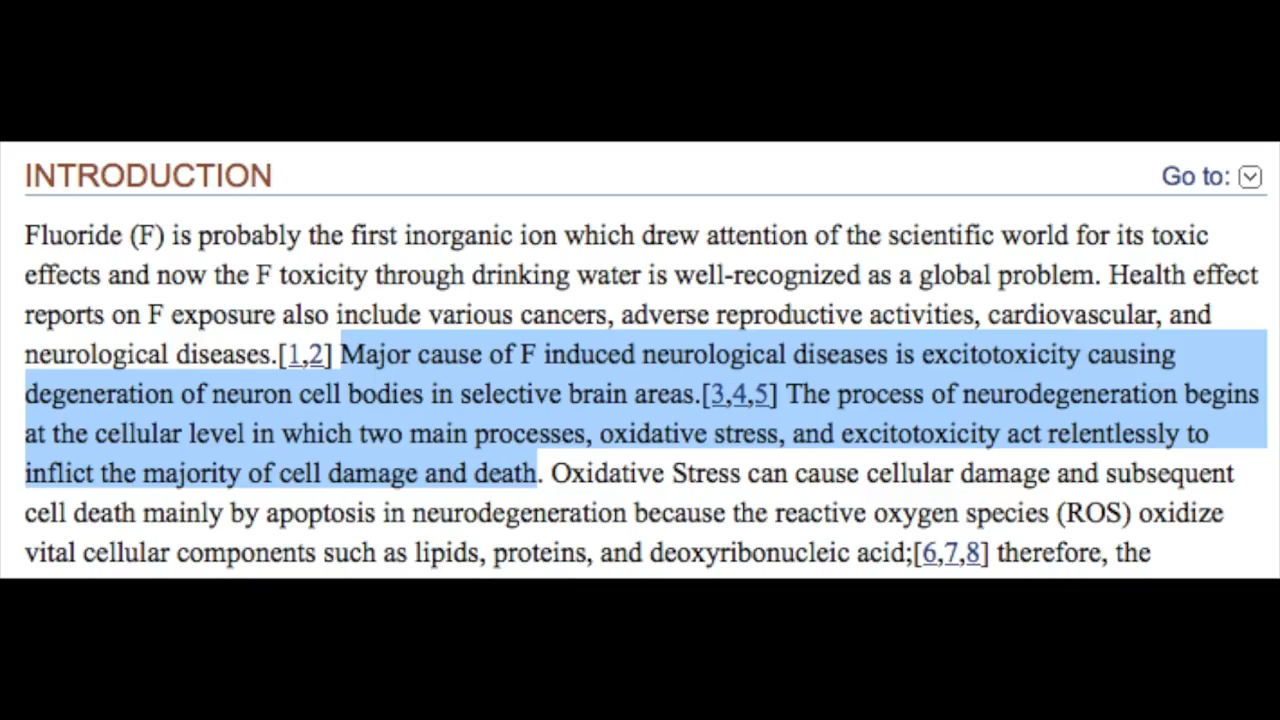 INTRODUCTION
Go to:
Fluoride (F) is probably the first inorganic ion which drew attention of the scientific world for its toxic
effects and now the F toxicity through drinking water is well-recognized as a global problem. Health effect
reports on F exposure also include various cancers, adverse reproductive activities, cardiovascular, and
neurological diseases.[1,2] Major cause of F induced neurological diseases is excitotoxicity causing
degeneration of neuron cell bodies in selective brain areas.[3,4,5] The process of neurodegeneration begins
at the cellular level in which two main processes, oxidative stress, and excitotoxicity act relentlessly to
inflict the majority of cell damage and death. Oxidative Stress can cause cellular damage and subsequent
cell death mainly by apoptosis in neurodegeneration because the reactive oxygen species (ROS) oxidize
vital cellular components such as lipids, proteins, and deoxyribonucleic acid;[6,7,8] therefore, the